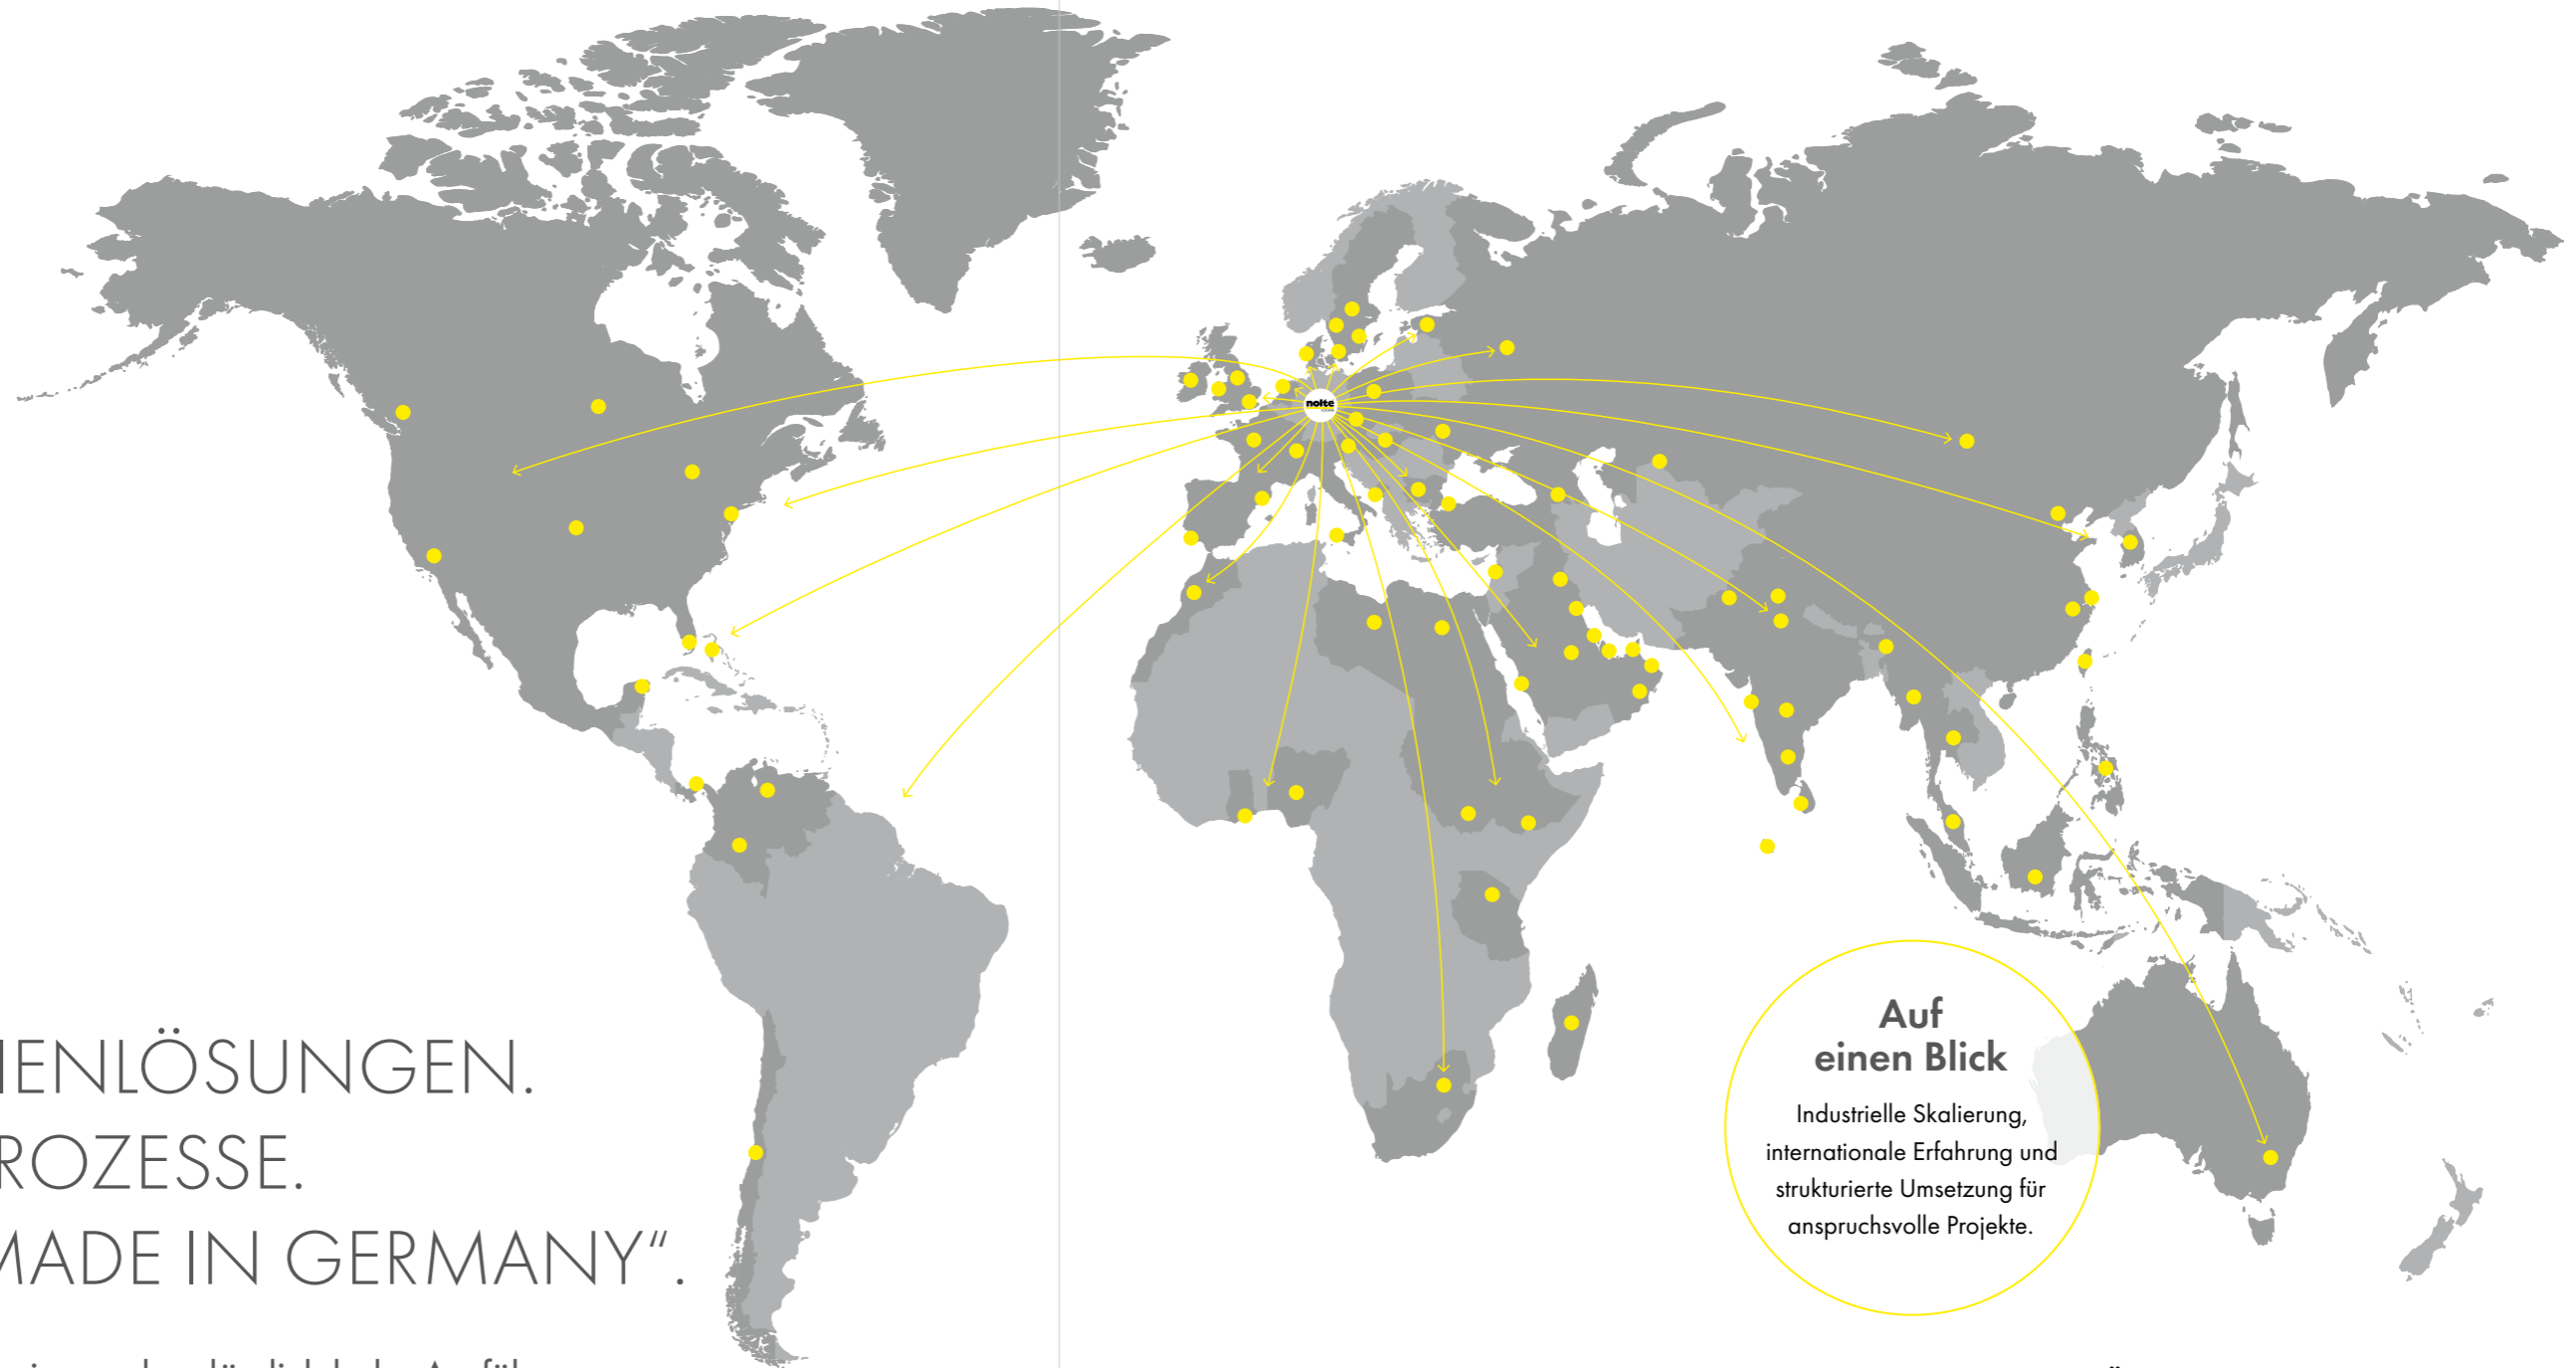 nolte
IENLÖSUNGEN.
ROZESSE.
MADE IN GERMANY“.
Auf
einen Blick
Industrielle Skalierung,
internationale Erfahrung und
strukturierte Umsetzung für
anspruchsvolle Projekte.